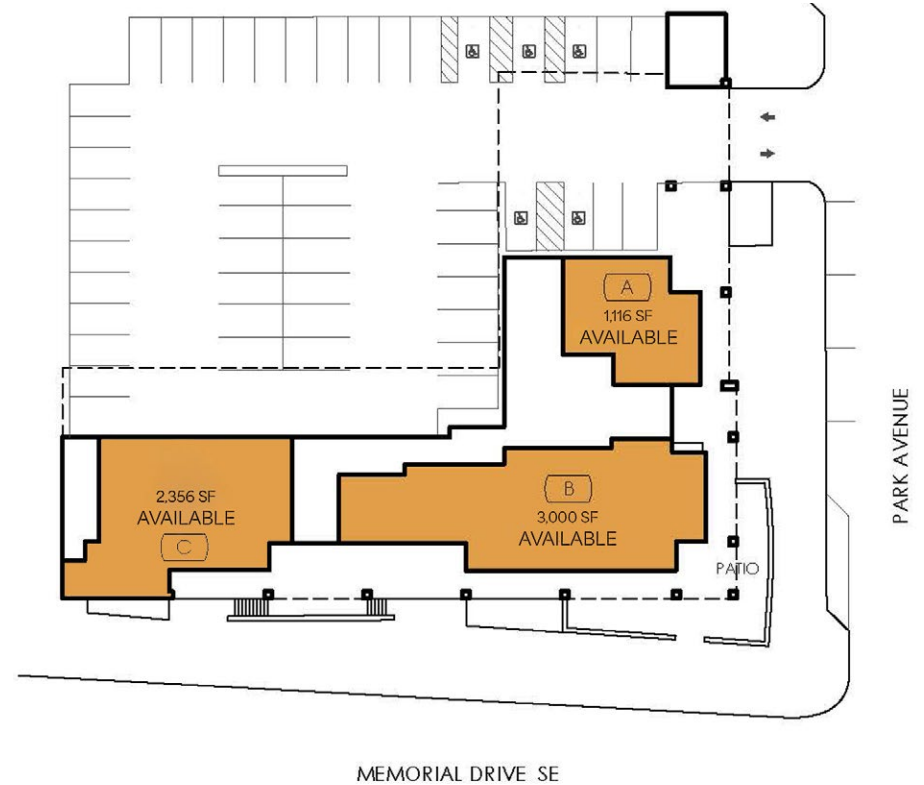 A
1,116 SF
AVAILABLE
B
3,000 SF
AVAILABLE
2,356 SF
AVAILABLE
C
PATIO
PARK AVENUE
MEMORIAL DRIVE SE